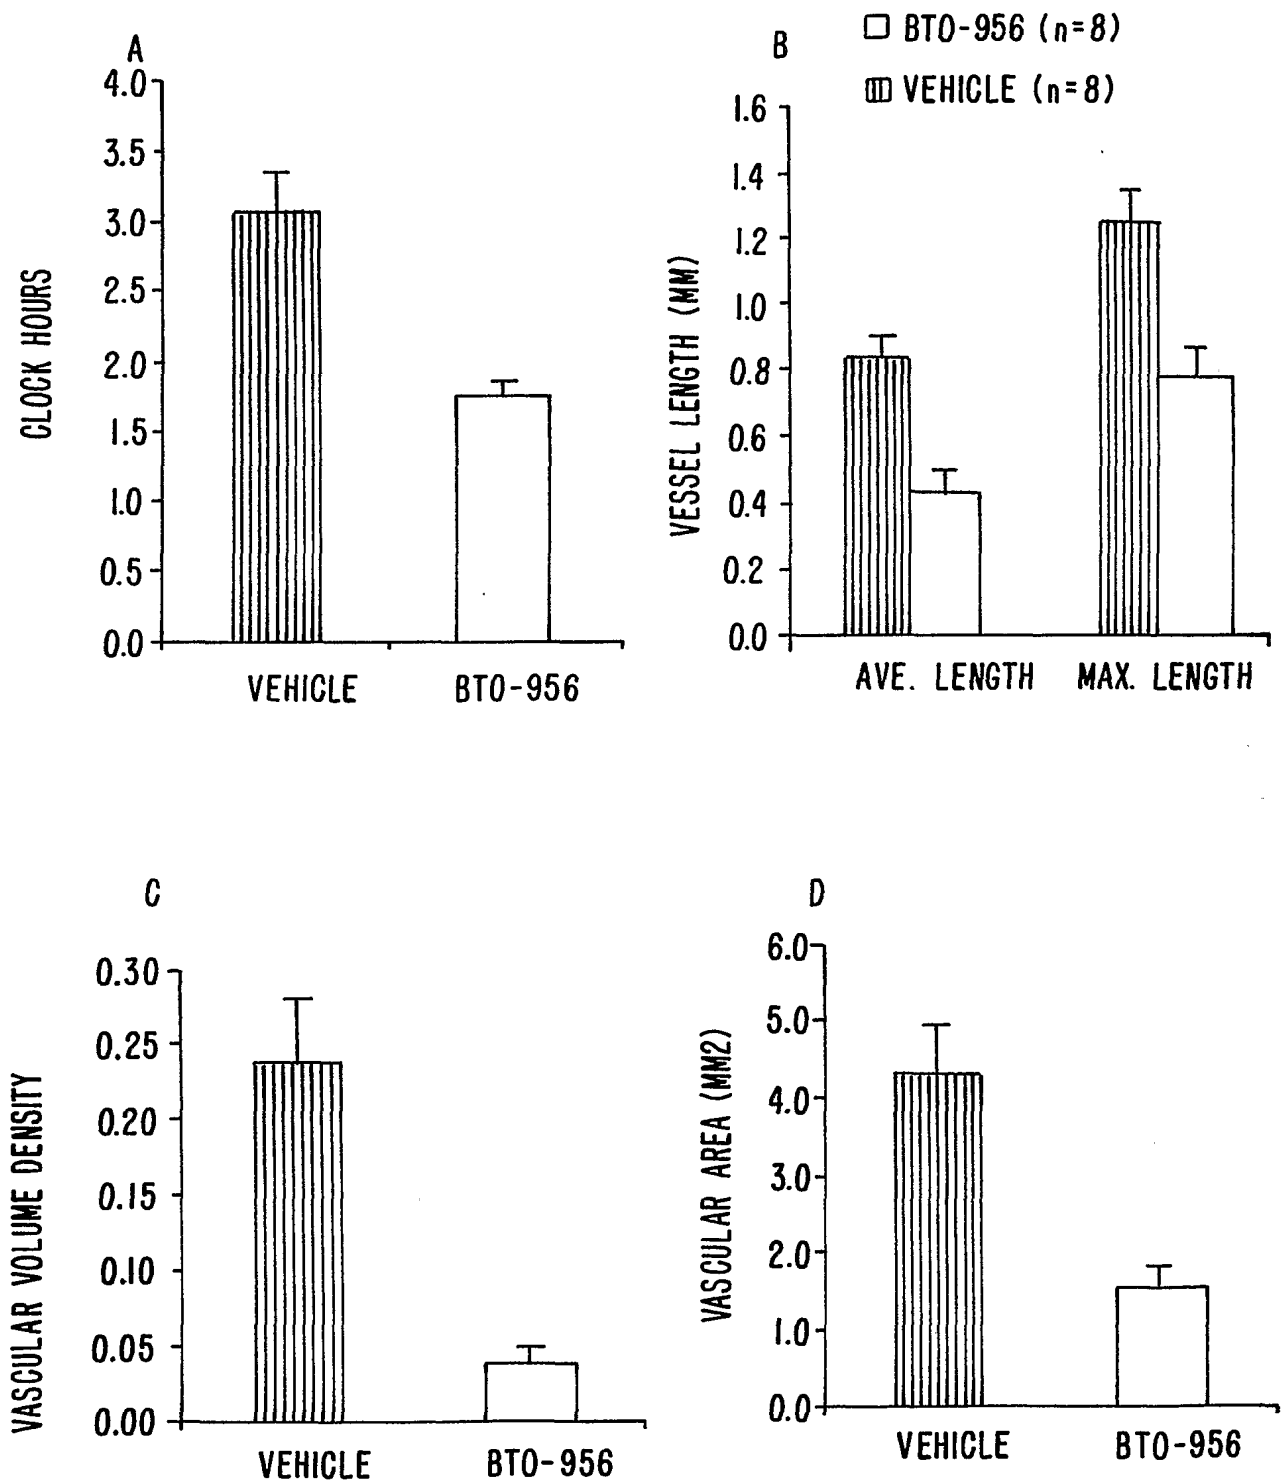 A
4.0
3.5
3.0
2.5
2.0
1.5
1.0
0.5
0.0
CLOCK HOURS
VEHICLE BTO-956
B
BTO-956 (n=8)
VEHICLE (n=8)
1.6
1.4
1.2
1.0
0.8
0.6
0.4
0.2
0.0
VESSEL LENGTH (MM)
AVE. LENGTH MAX. LENGTH
C
0.30
0.25
0.20
0.15
0.10
0.05
0.00
VASCULAR VOLUME DENSITY
VEHICLE BTO-956
D
6.0
5.0
4.0
3.0
2.0
1.0
0.0
VASCULAR AREA (MM2)
VEHICLE BTO-956